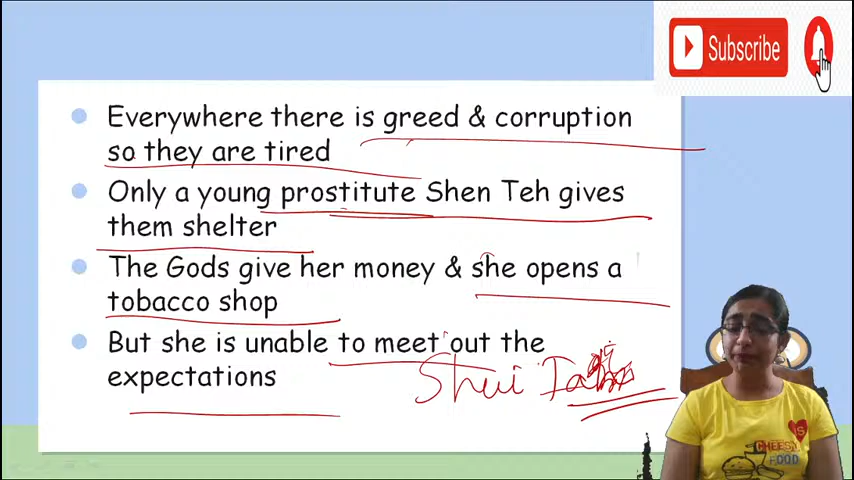 Subscribe
Everywhere there is greed & corruption
so they are tired
Only a young prostitute Shen Teh gives
them shelter
The Gods give her money & she opens a
tobacco shop
But she is unable to meet out the
expectations
Shui Ta
CHEESY
FOOD